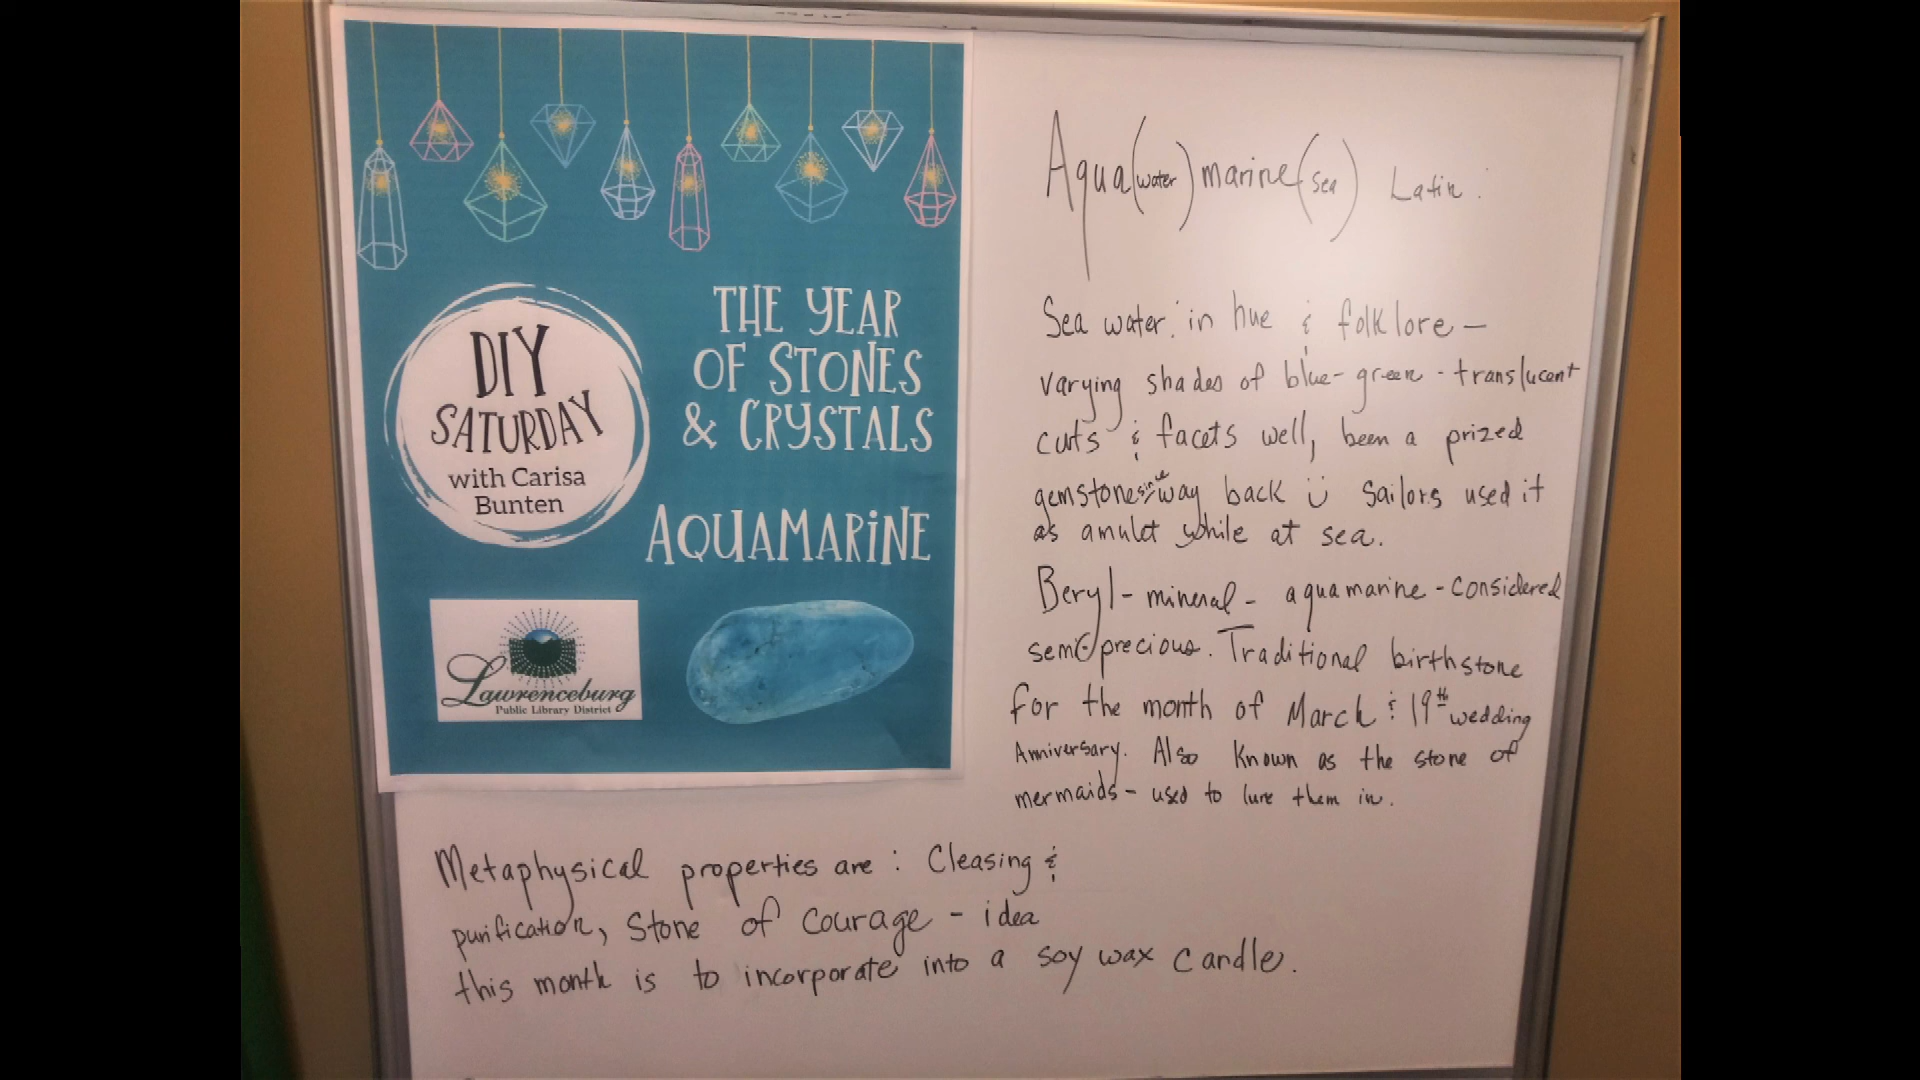 DIY
SATURDAY
with Carisa
Bunten
THE YEAR
OF STONES
& CRYSTALS
AQUAMARINE
Lawrenceburg
Public Library District
Aqua (water) marine (sea) Latin:
Sea water: in hue & folklore –
varying shades of blue-green - translucent
cuts & facets well, been a prized
gemstone since way back ü Sailors used it
as amulet while at sea.
Beryl - mineral - aquamarine - considered
semi-precious. Traditional birthstone
for the month of March & 19th wedding
Anniversary. Also known as the stone of
mermaids - used to lure them in.
Metaphysical properties are: Cleasing &
purification, Stone of Courage - idea
this month is to incorporate into a soy wax candle.